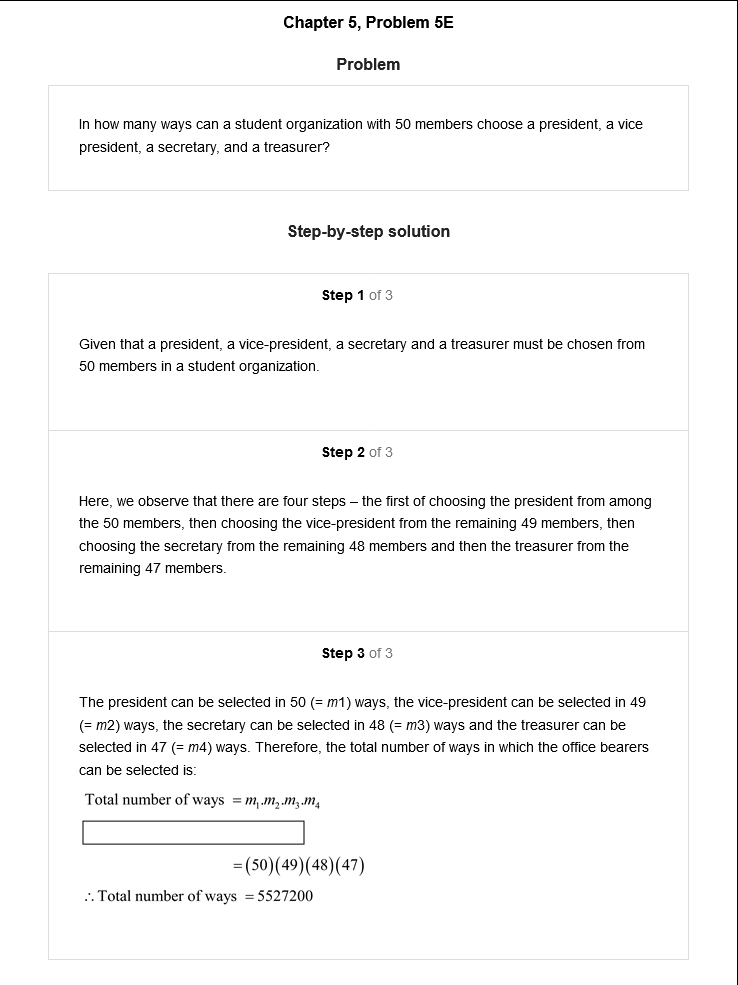 Chapter 5, Problem 5E
Problem
In how many ways can a student organization with 50 members choose a president, a vice
president, a secretary, and a treasurer?
Step-by-step solution
Step 1 of 3
Given that a president, a vice-president, a secretary and a treasurer must be chosen from
50 members in a student organization.
Step 2 of 3
Here, we observe that there are four steps – the first of choosing the president from among
the 50 members, then choosing the vice-president from the remaining 49 members, then
choosing the secretary from the remaining 48 members and then the treasurer from the
remaining 47 members.
Step 3 of 3
The president can be selected in 50 (= m1) ways, the vice-president can be selected in 49
(= m2) ways, the secretary can be selected in 48 (= m3) ways and the treasurer can be
selected in 47 (= m4) ways. Therefore, the total number of ways in which the office bearers
can be selected is:
Total number of ways = m₁.m₂.m₃.m₄
=(50)(49)(48)(47)
∴ Total number of ways = 5527200